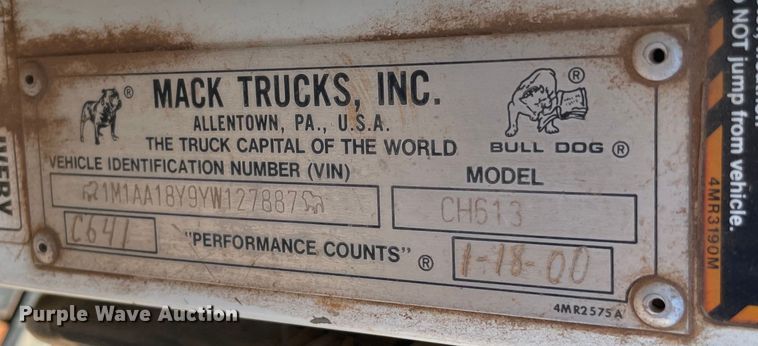 MACK TRUCKS, INC. ®
®
ALLENTOWN, PA., U.S.A.
THE TRUCK CAPITAL OF THE WORLD
BULL DOG ®
VEHICLE IDENTIFICATION NUMBER (VIN)
MODEL
1M1AA18Y9YW127887
CH613
C641
"PERFORMANCE COUNTS" ®
1-18-00
4MR2575A
NOT jump from vehicle.
4MR3190M
Purple Wave Auction